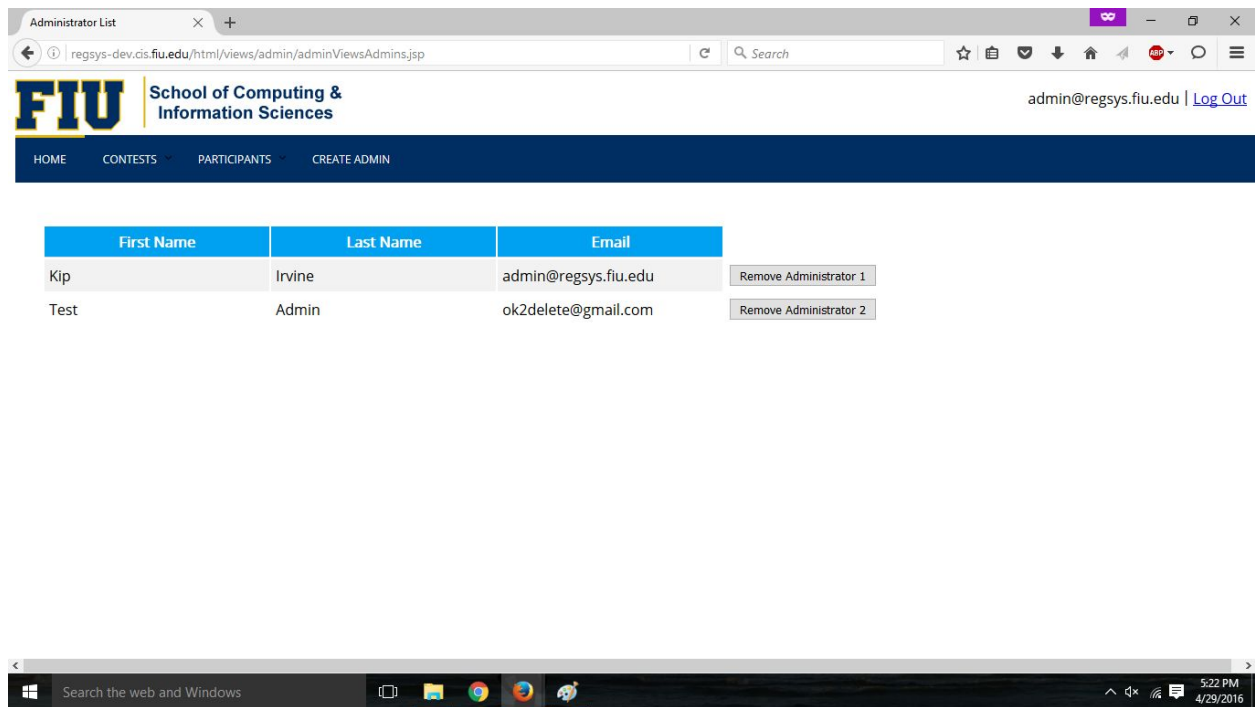 Administrator List
regsys-dev.cis.fiu.edu/html/views/admin/adminViewsAdmins.jsp
Search
ABP
FIU
School of Computing &
Information Sciences
admin@regsys.fiu.edu | Log Out
HOME CONTESTS PARTICIPANTS CREATE ADMIN
First Name Last Name Email
Kip Irvine admin@regsys.fiu.edu Remove Administrator 1
Test Admin ok2delete@gmail.com Remove Administrator 2
Search the web and Windows
5:22 PM
4/29/2016